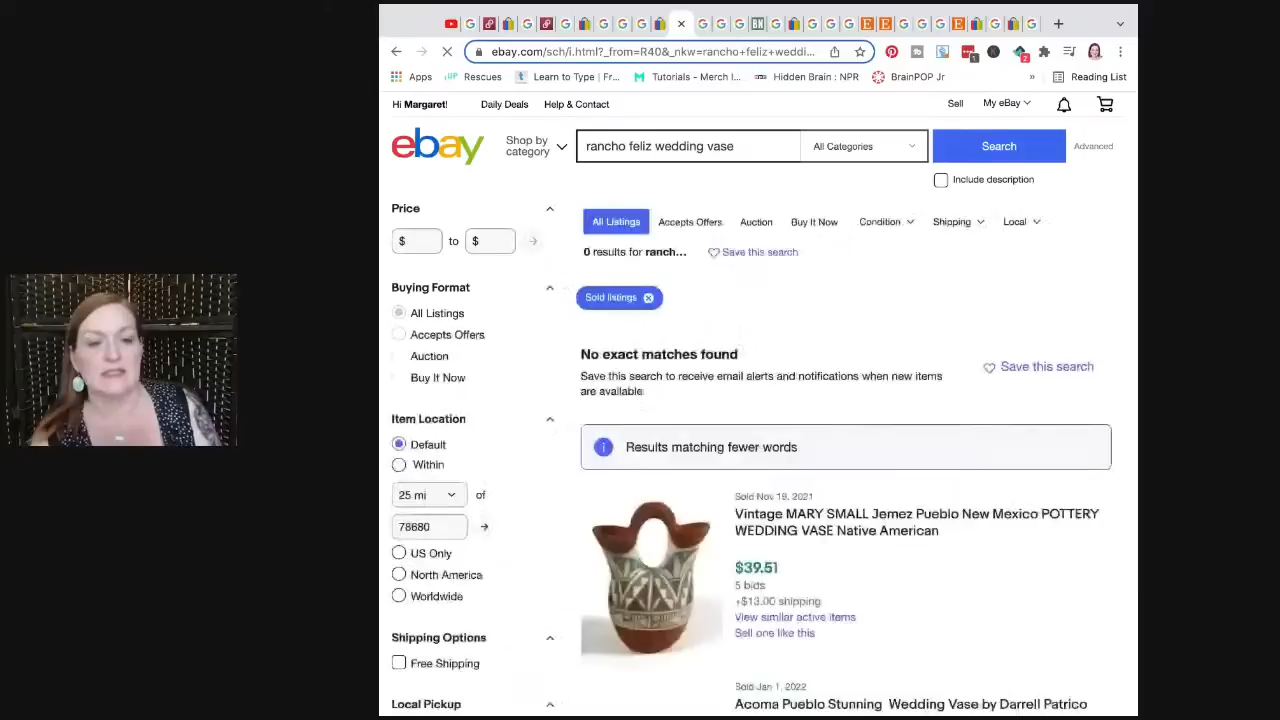 ebay.com/sch/i.html?_from=R40&_nkw=rancho+feliz+weddi...
Apps
UP Rescues
Learn to Type | Fr...
Tutorials - Merch I...
Hidden Brain : NPR
BrainPOP Jr
»
Reading List
Hi Margaret!
Daily Deals
Help & Contact
Sell
My eBay
ebay
Shop by
category
rancho feliz wedding vase
All Categories
Search
Advanced
Include description
Price
$
to
$
All Listings
Accepts Offers
Auction
Buy It Now
Condition
Shipping
Local
0 results for ranch...
Save this search
Buying Format
All Listings
Accepts Offers
Auction
Buy It Now
Sold listings
No exact matches found
Save this search to receive email alerts and notifications when new items
are available.
Save this search
Item Location
Default
Within
25 mi
of
78680
US Only
North America
Worldwide
Results matching fewer words
Sold Nov 19, 2021
Vintage MARY SMALL Jemez Pueblo New Mexico POTTERY
WEDDING VASE Native American
$39.51
5 bids
+$13.00 shipping
View similar active items
Sell one like this
Shipping Options
Free Shipping
Local Pickup
Sold Jan 1, 2022
Acoma Pueblo Stunning Wedding Vase by Darrell Patrico